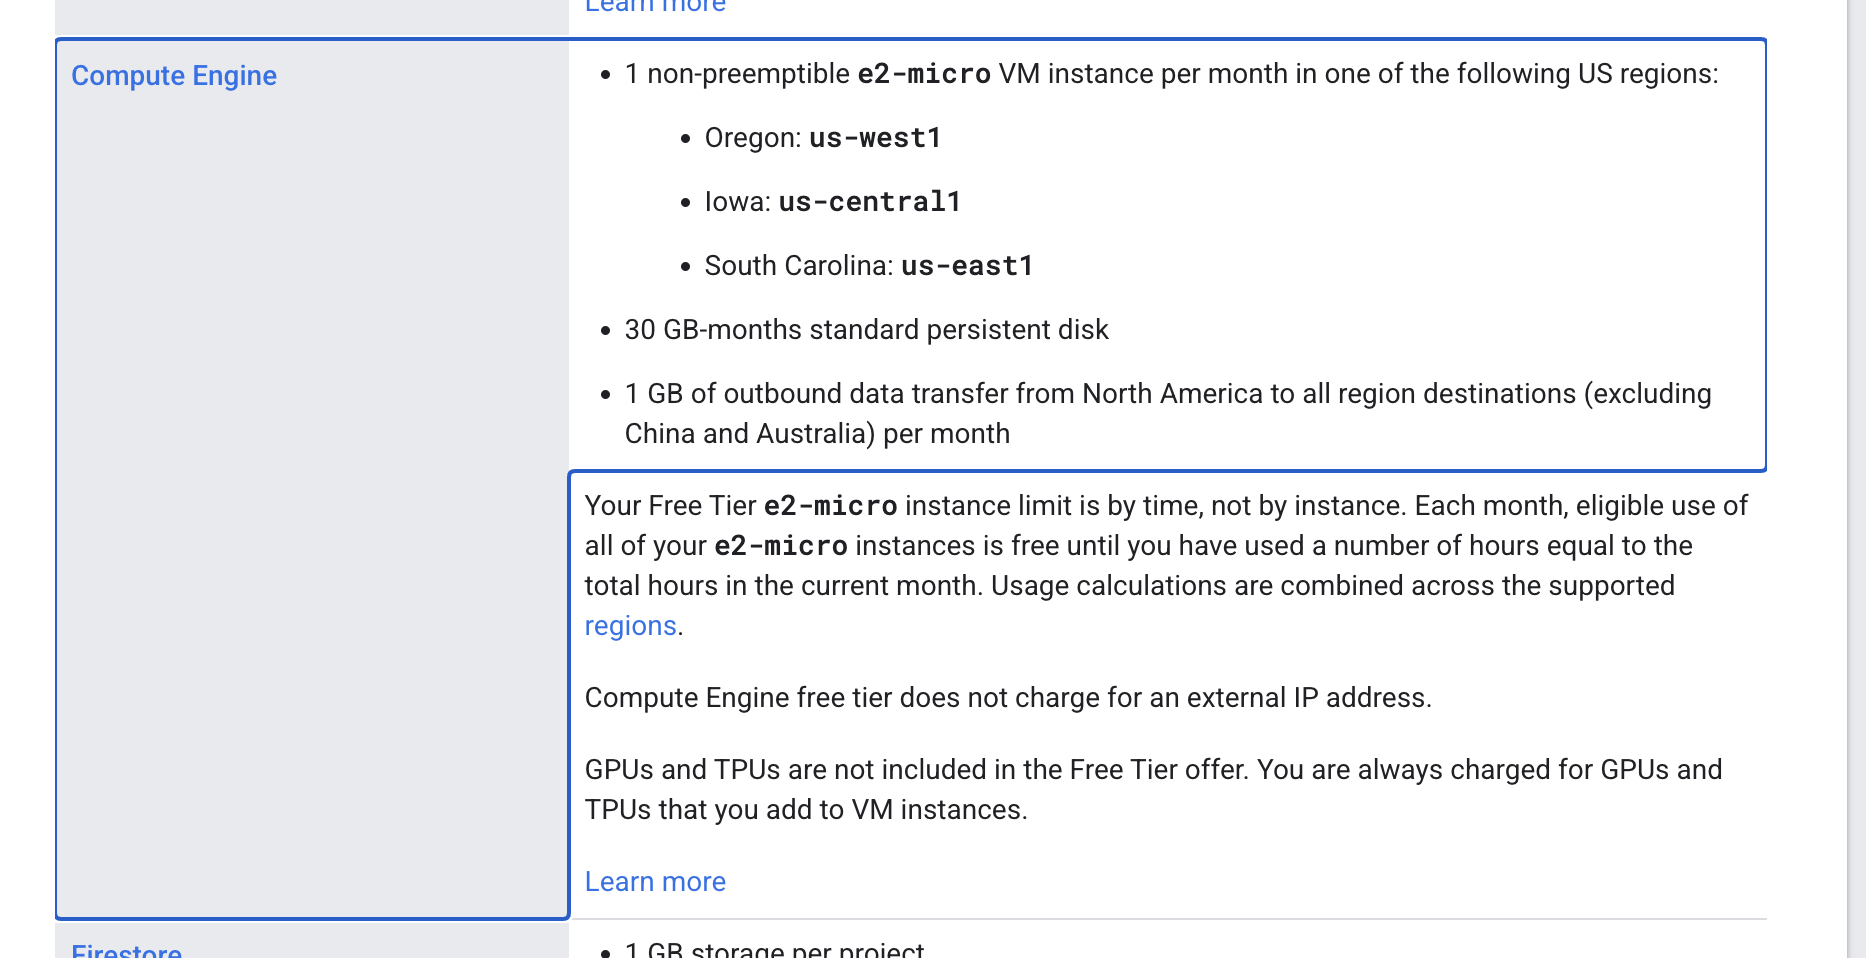 Learn more
Compute Engine
• 1 non-preemptible e2-micro VM instance per month in one of the following US regions:
• Oregon: us-west1
• Iowa: us-central1
• South Carolina: us-east1
• 30 GB-months standard persistent disk
• 1 GB of outbound data transfer from North America to all region destinations (excluding
China and Australia) per month
Your Free Tier e2-micro instance limit is by time, not by instance. Each month, eligible use of
all of your e2-micro instances is free until you have used a number of hours equal to the
total hours in the current month. Usage calculations are combined across the supported
regions.
Compute Engine free tier does not charge for an external IP address.
GPUs and TPUs are not included in the Free Tier offer. You are always charged for GPUs and
TPUs that you add to VM instances.
Learn more
Firestore
• 1 GB storage per project